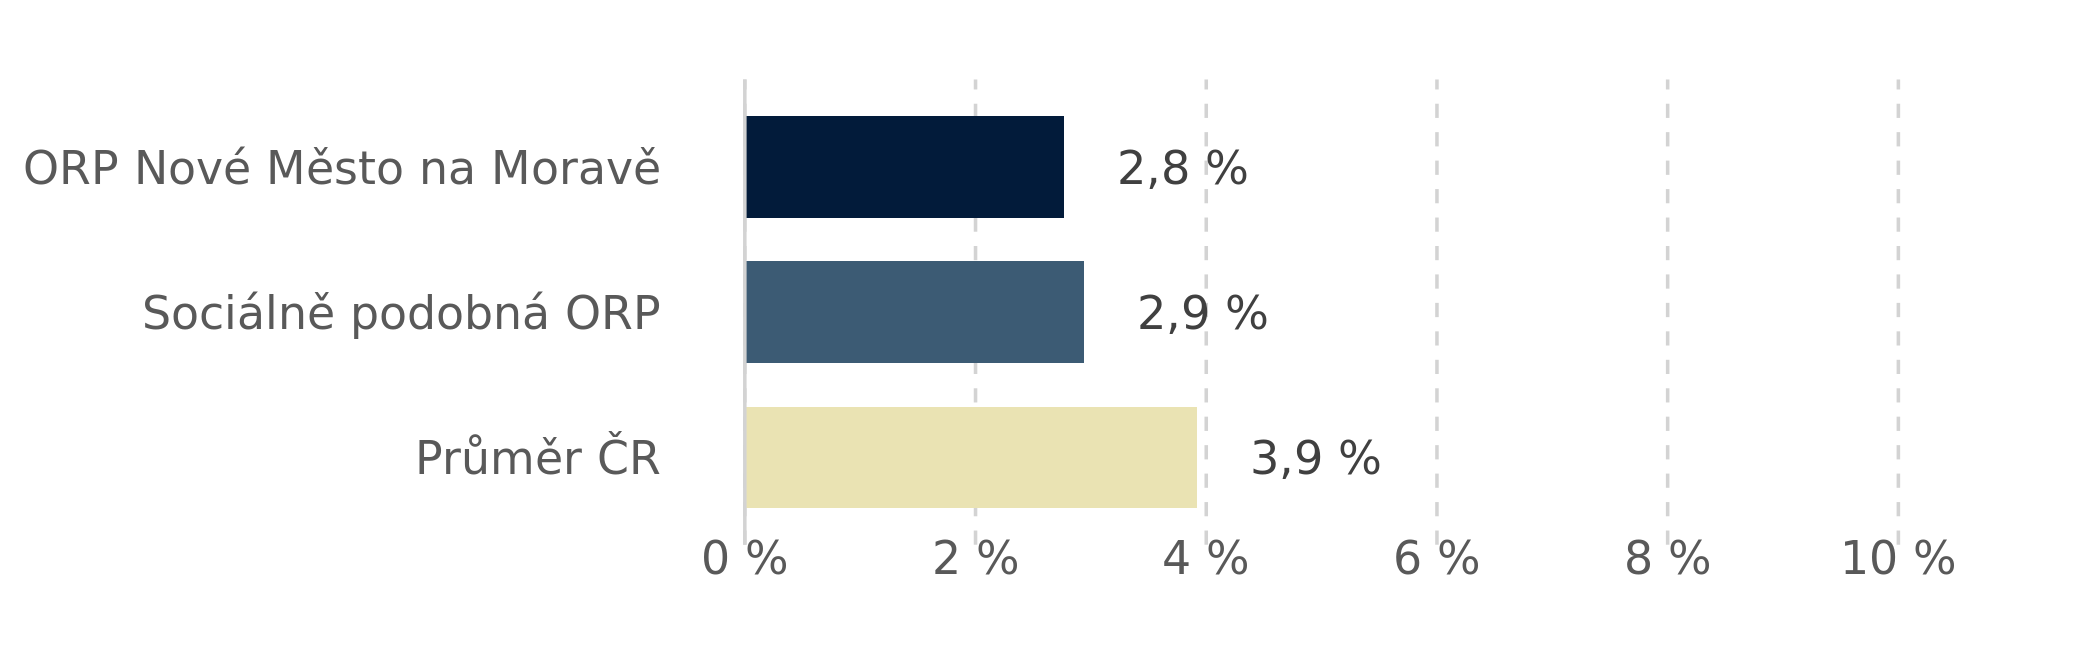 ORP Nové Město na Moravě 2,8 %
Sociálně podobná ORP 2,9 %
Průměr ČR 3,9 %
0 % 2 % 4 % 6 % 8 % 10 %